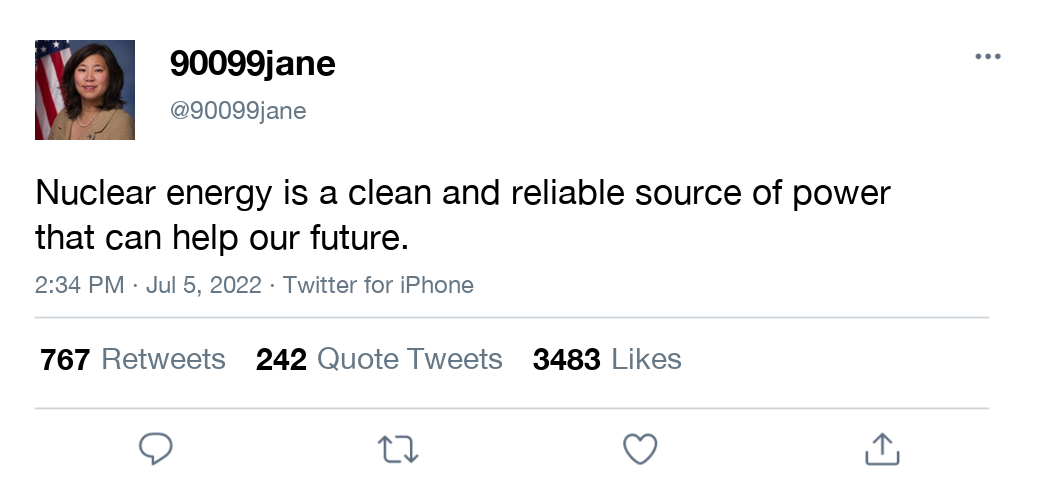 90099jane
@90099jane
Nuclear energy is a clean and reliable source of power
that can help our future.
2:34 PM · Jul 5, 2022 · Twitter for iPhone
767 Retweets 242 Quote Tweets 3483 Likes